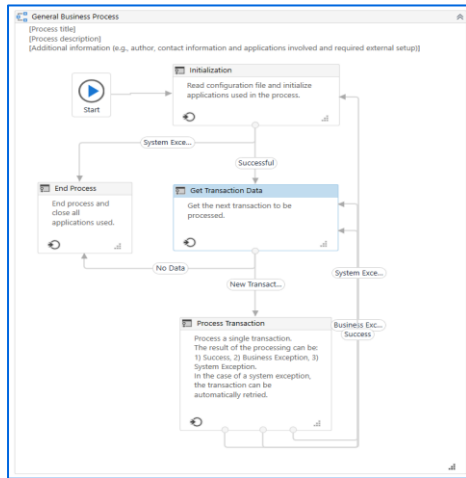 General Business Process
[Process title]
[Process description]
[Additional information (e.g., author, contact information and applications involved and required external setup)]
Initialization
Read configuration file and initialize
applications used in the process.
Start
System Exce...
Successful
End Process
End process and
close all
applications used.
Get Transaction Data
Get the next transaction to be
processed.
No Data
System Exce...
New Transact...
Process Transaction
Process a single transaction.
The result of the processing can be:
1) Success, 2) Business Exception, 3)
System Exception.
In the case of a system exception,
the transaction can be
automatically retried.
Business Exc...
Success